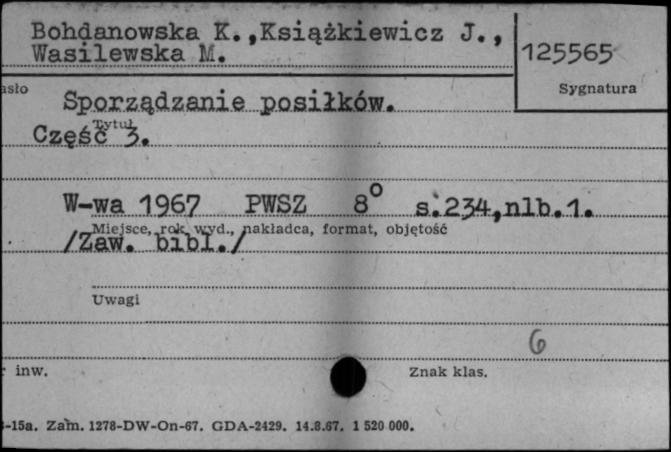 Bohdanowska K.,Książkiewicz J.,
Wasilewska M.
125565
Sygnatura
asło
Sporządzanie posiłków.
Tytuł
Część 3.
W-wa 1967 PWSZ 8° s.234,nlb.1.
Miejsce, rok wyd., nakładca, format, objętość
/Zaw. bibl./
Uwagi
6
r inw.
Znak klas.
-15a. Zam. 1278-DW-On-67. GDA-2429. 14.8.67. 1 520 000.